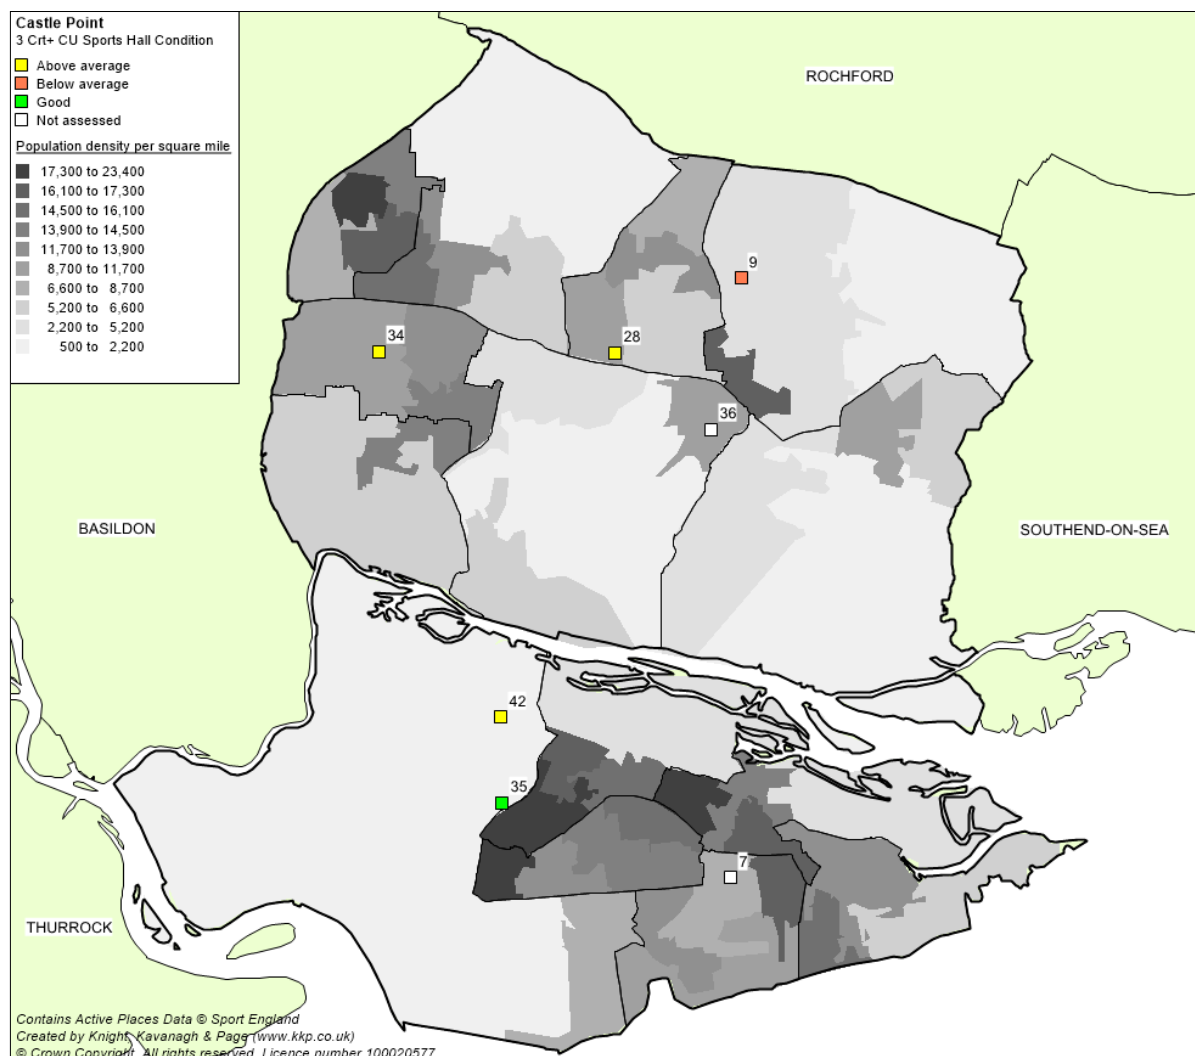 Castle Point
3 Crt+ CU Sports Hall Condition
Above average
Below average
Good
Not assessed
Population density per square mile
17,300 to 23,400
16,100 to 17,300
14,500 to 16,100
13,900 to 14,500
11,700 to 13,900
8,700 to 11,700
6,600 to 8,700
5,200 to 6,600
2,200 to 5,200
500 to 2,200
ROCHFORD
9
34
28
36
BASILDON
SOUTHEND-ON-SEA
42
35
7
THURROCK
Contains Active Places Data © Sport England
Created by Knight, Kavanagh & Page (www.kkp.co.uk)
© Crown Copyright. All rights reserved. Licence number 100020577